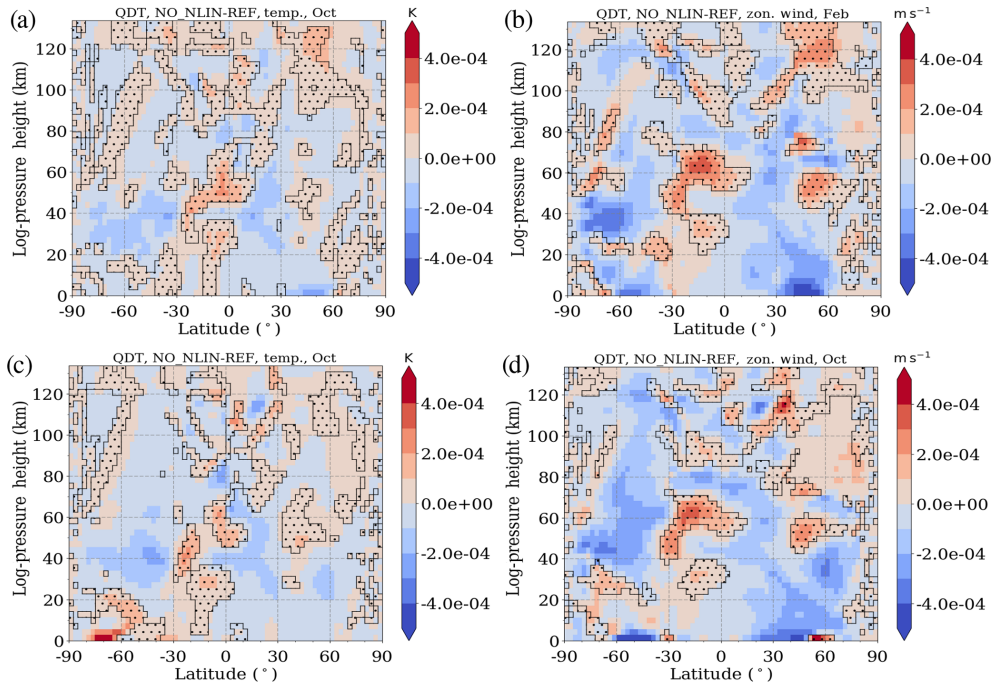 (a)
QDT, NO_NLIN-REF, temp., Oct
K
Log-pressure height (km)
120
100
80
60
40
20
0
-90 -60 -30 0 30 60 90
Latitude (°)
4.0e-04
2.0e-04
0.0e+00
-2.0e-04
-4.0e-04
(b)
QDT, NO_NLIN-REF, zon. wind, Feb
m s⁻¹
Log-pressure height (km)
120
100
80
60
40
20
0
-90 -60 -30 0 30 60 90
Latitude (°)
4.0e-04
2.0e-04
0.0e+00
-2.0e-04
-4.0e-04
(c)
QDT, NO_NLIN-REF, temp., Oct
K
Log-pressure height (km)
120
100
80
60
40
20
0
-90 -60 -30 0 30 60 90
Latitude (°)
4.0e-04
2.0e-04
0.0e+00
-2.0e-04
-4.0e-04
(d)
QDT, NO_NLIN-REF, zon. wind, Oct
m s⁻¹
Log-pressure height (km)
120
100
80
60
40
20
0
-90 -60 -30 0 30 60 90
Latitude (°)
4.0e-04
2.0e-04
0.0e+00
-2.0e-04
-4.0e-04